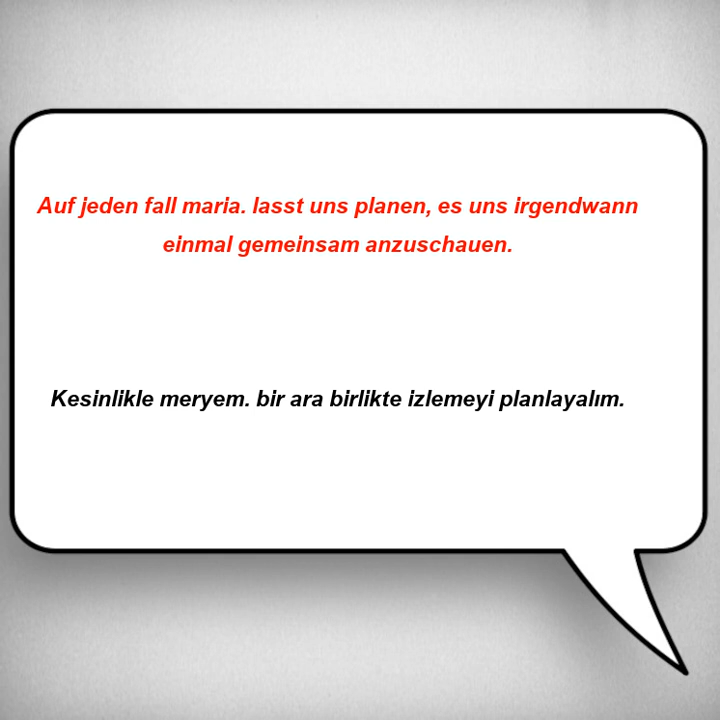 Auf jeden fall maria. lasst uns planen, es uns irgendwann
einmal gemeinsam anzuschauen.
Kesinlikle meryem. bir ara birlikte izlemeyi planlayalım.